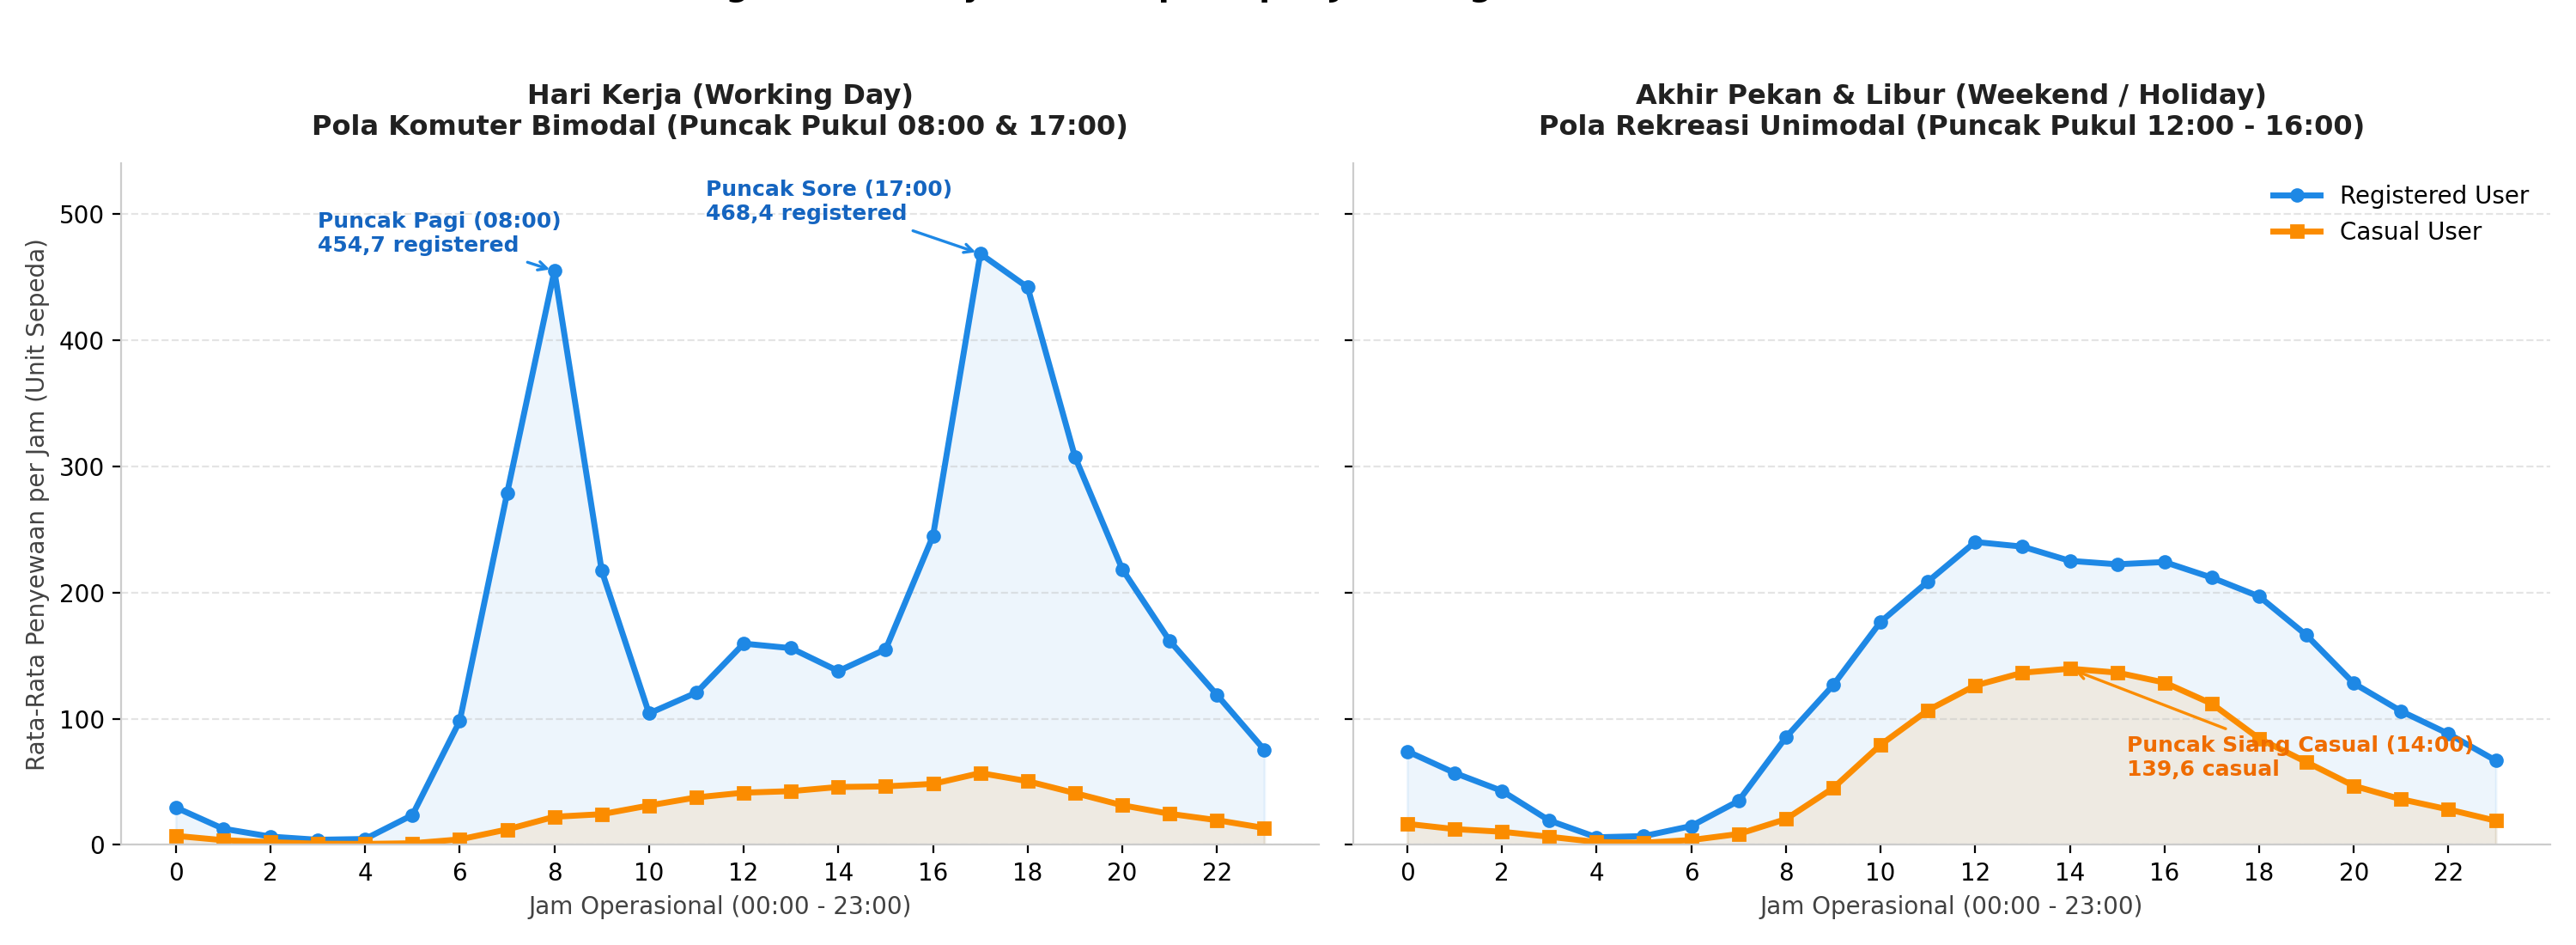 Hari Kerja (Working Day)
Pola Komuter Bimodal (Puncak Pukul 08:00 & 17:00)
Rata-Rata Penyewaan per Jam (Unit Sepeda)
500
400
300
200
100
0
Puncak Pagi (08:00)
454,7 registered
Puncak Sore (17:00)
468,4 registered
0 2 4 6 8 10 12 14 16 18 20 22
Jam Operasional (00:00 - 23:00)
Akhir Pekan & Libur (Weekend / Holiday)
Pola Rekreasi Unimodal (Puncak Pukul 12:00 - 16:00)
Registered User
Casual User
Puncak Siang Casual (14:00)
139,6 casual
0 2 4 6 8 10 12 14 16 18 20 22
Jam Operasional (00:00 - 23:00)